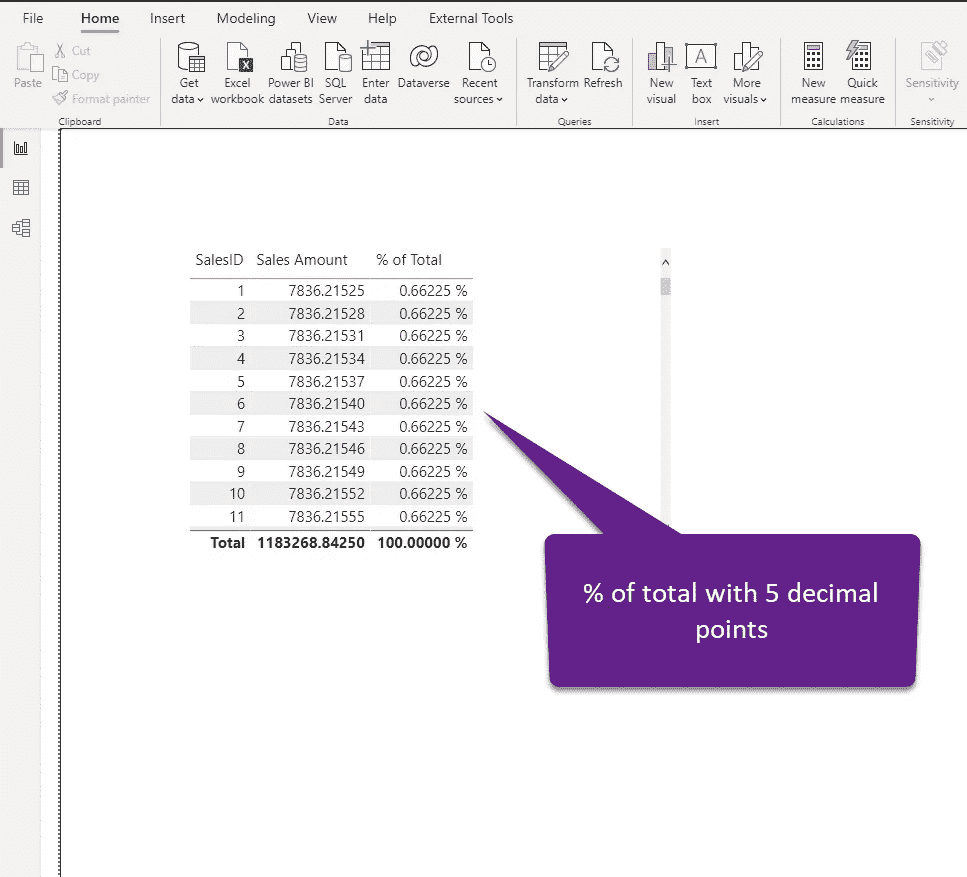 File Home Insert Modeling View Help External Tools
Paste
Cut
Copy
Format painter
Clipboard
Get data
Excel workbook
Power BI datasets
SQL Server
Enter data
Dataverse
Recent sources
Data
Transform data
Refresh
Queries
New visual
Text box
More visuals
Insert
New measure
Quick measure
Calculations
Sensitivity
Sensitivity
SalesID Sales Amount % of Total
1 7836.21525 0.66225 %
2 7836.21528 0.66225 %
3 7836.21531 0.66225 %
4 7836.21534 0.66225 %
5 7836.21537 0.66225 %
6 7836.21540 0.66225 %
7 7836.21543 0.66225 %
8 7836.21546 0.66225 %
9 7836.21549 0.66225 %
10 7836.21552 0.66225 %
11 7836.21555 0.66225 %
Total 1183268.84250 100.00000 %
% of total with 5 decimal
points